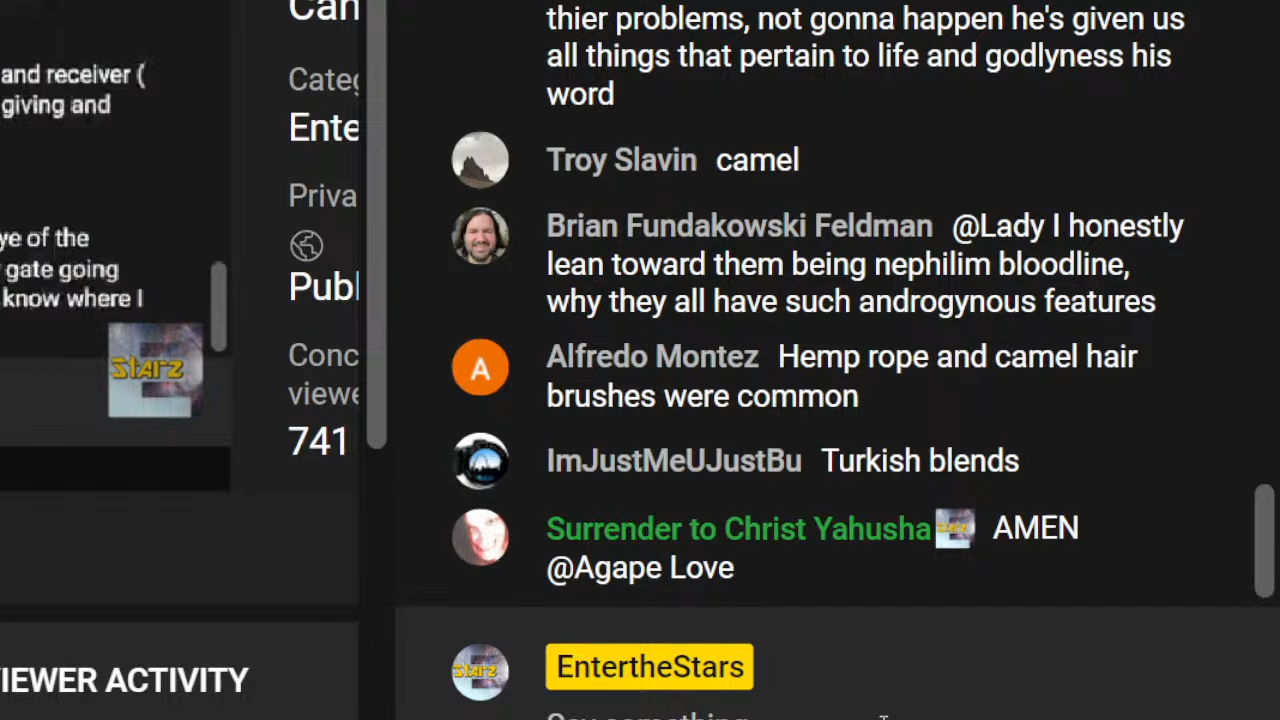 and receiver (
giving and
ye of the
gate going
know where I
Starz
Can
Categ
Ente
Priva
Publ
Conc
viewe
741
IEWER ACTIVITY
thier problems, not gonna happen he's given us
all things that pertain to life and godlyness his
word
Troy Slavin camel
Brian Fundakowski Feldman @Lady I honestly
lean toward them being nephilim bloodline,
why they all have such androgynous features
Alfredo Montez Hemp rope and camel hair
A
brushes were common
ImJustMeUJustBu Turkish blends
Surrender to Christ Yahusha AMEN
@Agape Love
EntertheStars
Say something